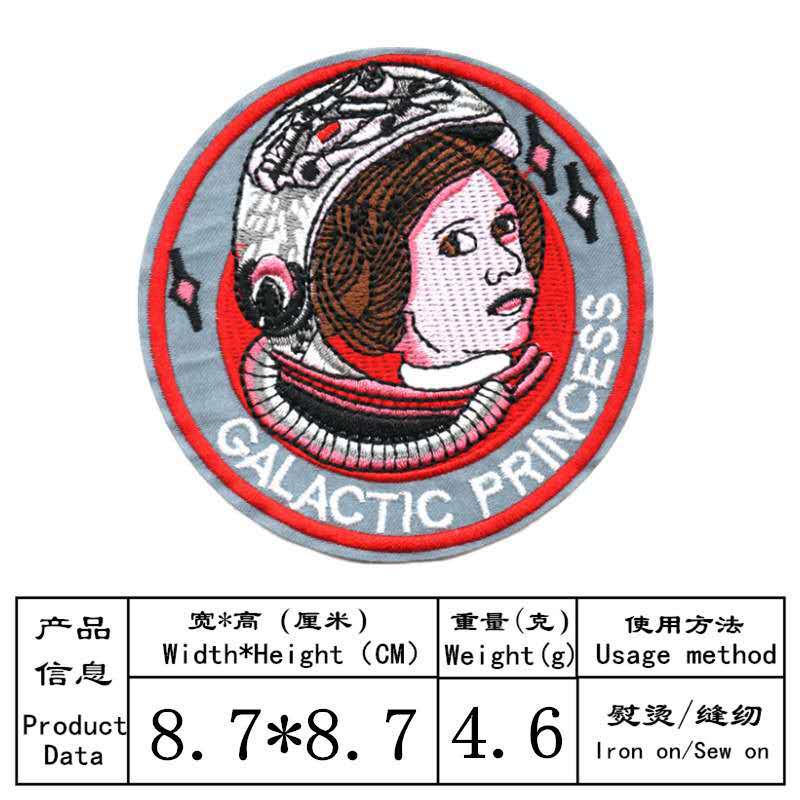 GALACTIC PRINCESS
产品
信息
Product
Data
宽*高 (厘米)
Width*Height (CM)
8.7*8.7
重量(克)
Weight(g)
4.6
使用方法
Usage method
熨烫/缝纫
Iron on/Sew on